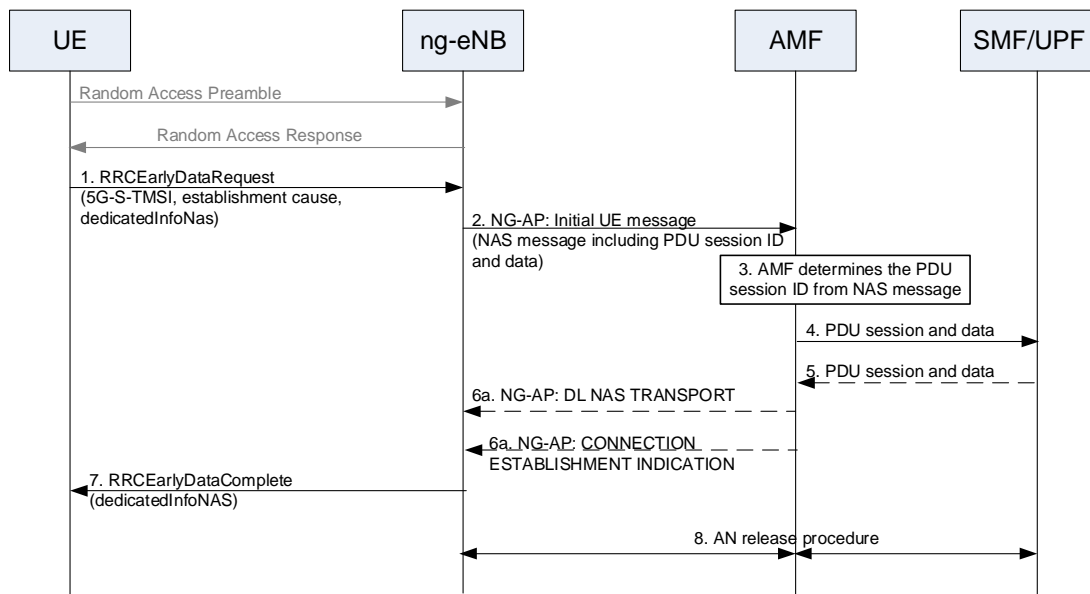 UE
ng-eNB
AMF
SMF/UPF
Random Access Preamble
Random Access Response
1. RRCEarlyDataRequest
(5G-S-TMSI, establishment cause,
dedicatedInfoNas)
2. NG-AP: Initial UE message
(NAS message including PDU session ID
and data)
3. AMF determines the PDU
session ID from NAS message
4. PDU session and data
5. PDU session and data
6a. NG-AP: DL NAS TRANSPORT
6a. NG-AP: CONNECTION
ESTABLISHMENT INDICATION
7. RRCEarlyDataComplete
(dedicatedInfoNAS)
8. AN release procedure